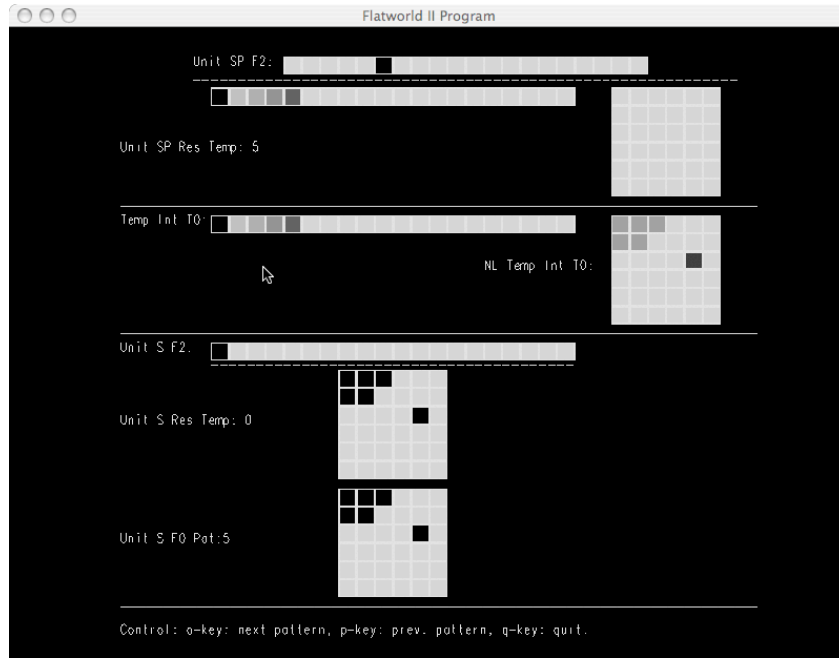 Flatworld II Program
Unit SP F2:
Unit SP Res Temp: 5
Temp Int T0:
NL Temp Int T0:
Unit S F2.
Unit S Res Temp: 0
Unit S F0 Pat:5
Control: o-key: next pattern, p-key: prev. pattern, q-key: quit.